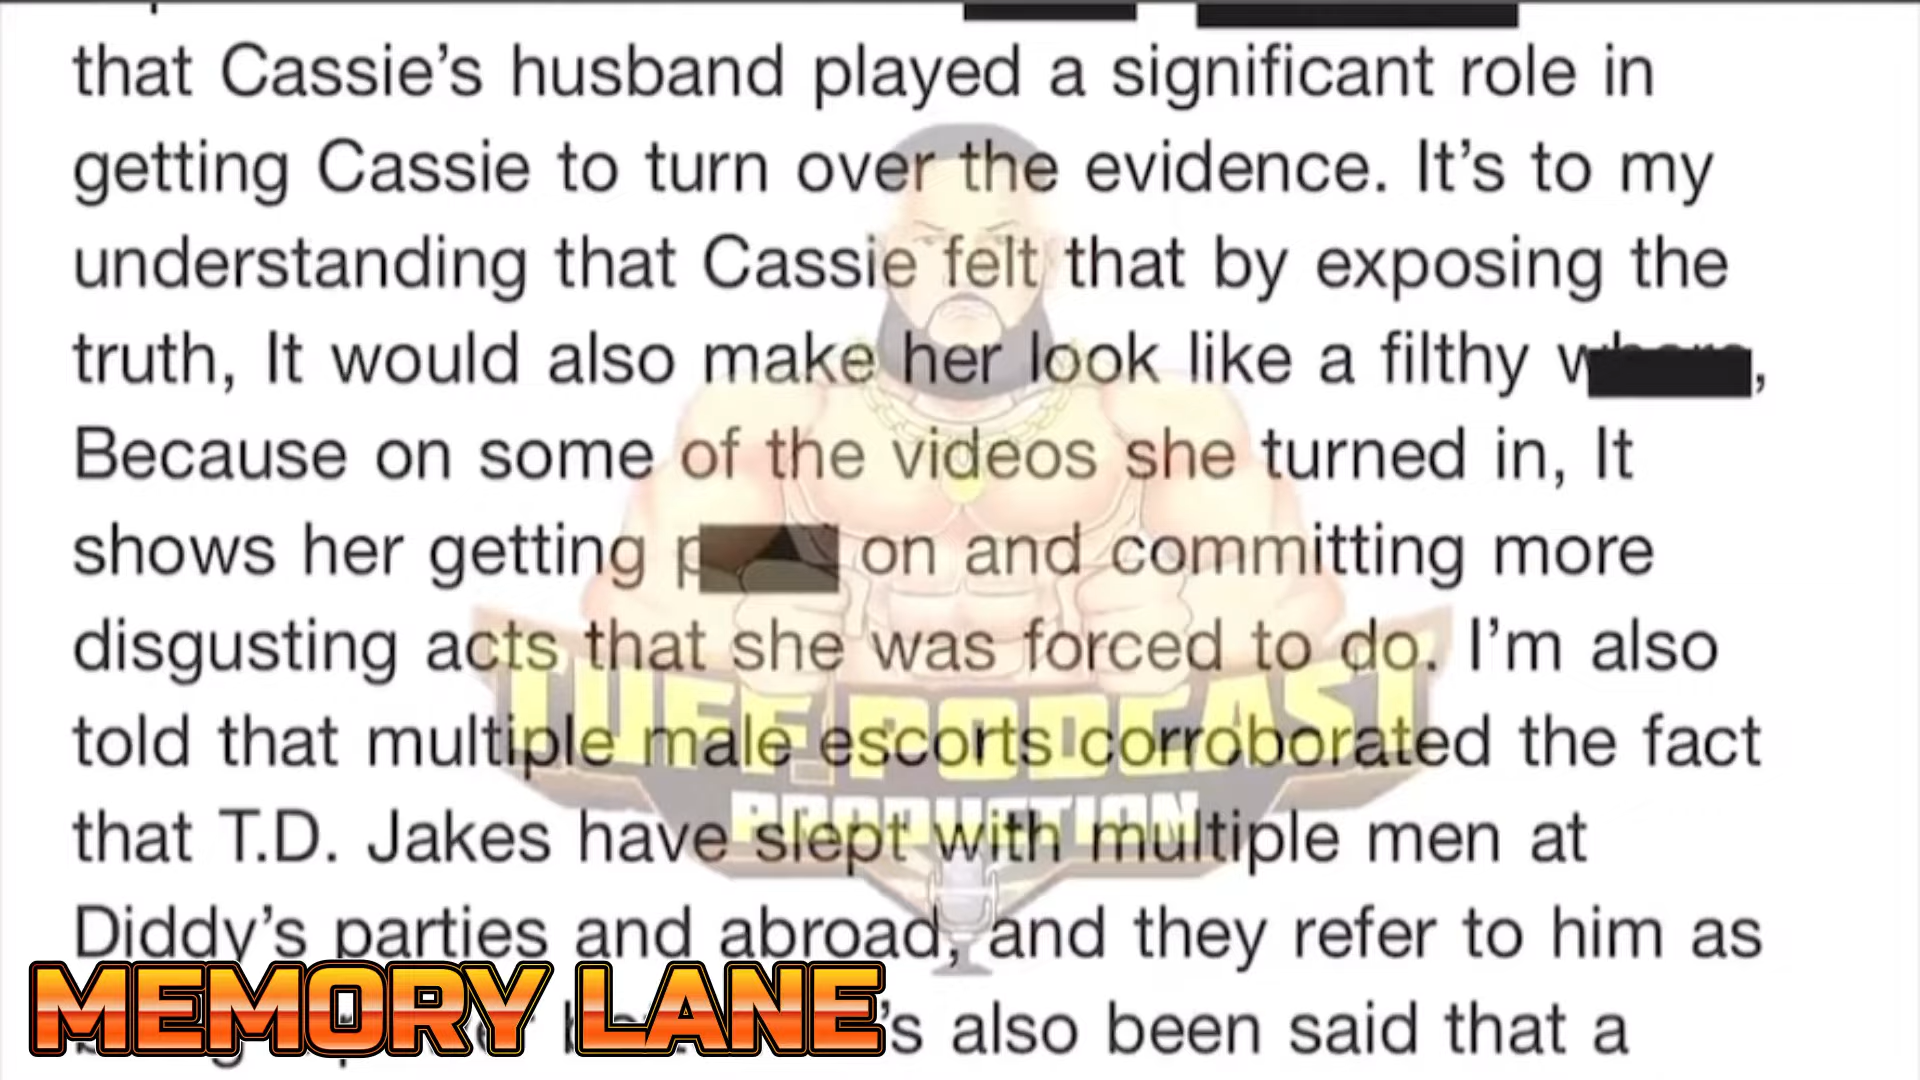 that Cassie's husband played a significant role in
getting Cassie to turn over the evidence. It's to my
understanding that Cassie felt that by exposing the
truth, It would also make her look like a filthy w,
Because on some of the videos she turned in, It
shows her getting p on and committing more
disgusting acts that she was forced to do. I'm also
told that multiple male escorts corroborated the fact
that T.D. Jakes have slept with multiple men at
Diddy's parties and abroad, and they refer to him as
's also been said that a
TUFF PODCAST
PRODUCTION
MEMORY LANE